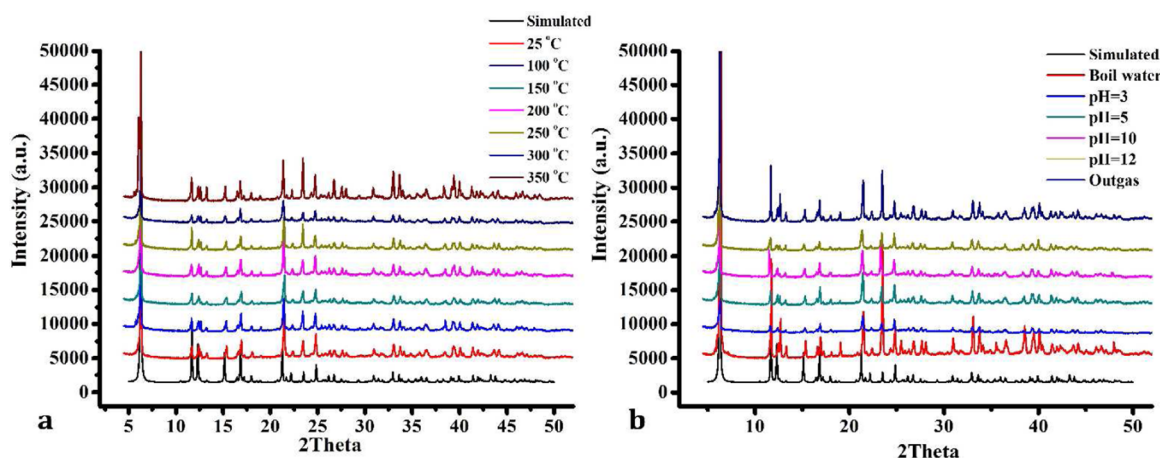 Simulated
25 °C
100 °C
150 °C
200 °C
250 °C
300 °C
350 °C
50000
45000
40000
35000
30000
25000
20000
15000
10000
5000
0
Intensity (a.u.)
5 10 15 20 25 30 35 40 45 50
2Theta
a
Simulated
Boil water
pH=3
pH=5
pH=10
pH=12
Outgas
50000
45000
40000
35000
30000
25000
20000
15000
10000
5000
0
Intensity (a.u.)
10 20 30 40 50
2Theta
b